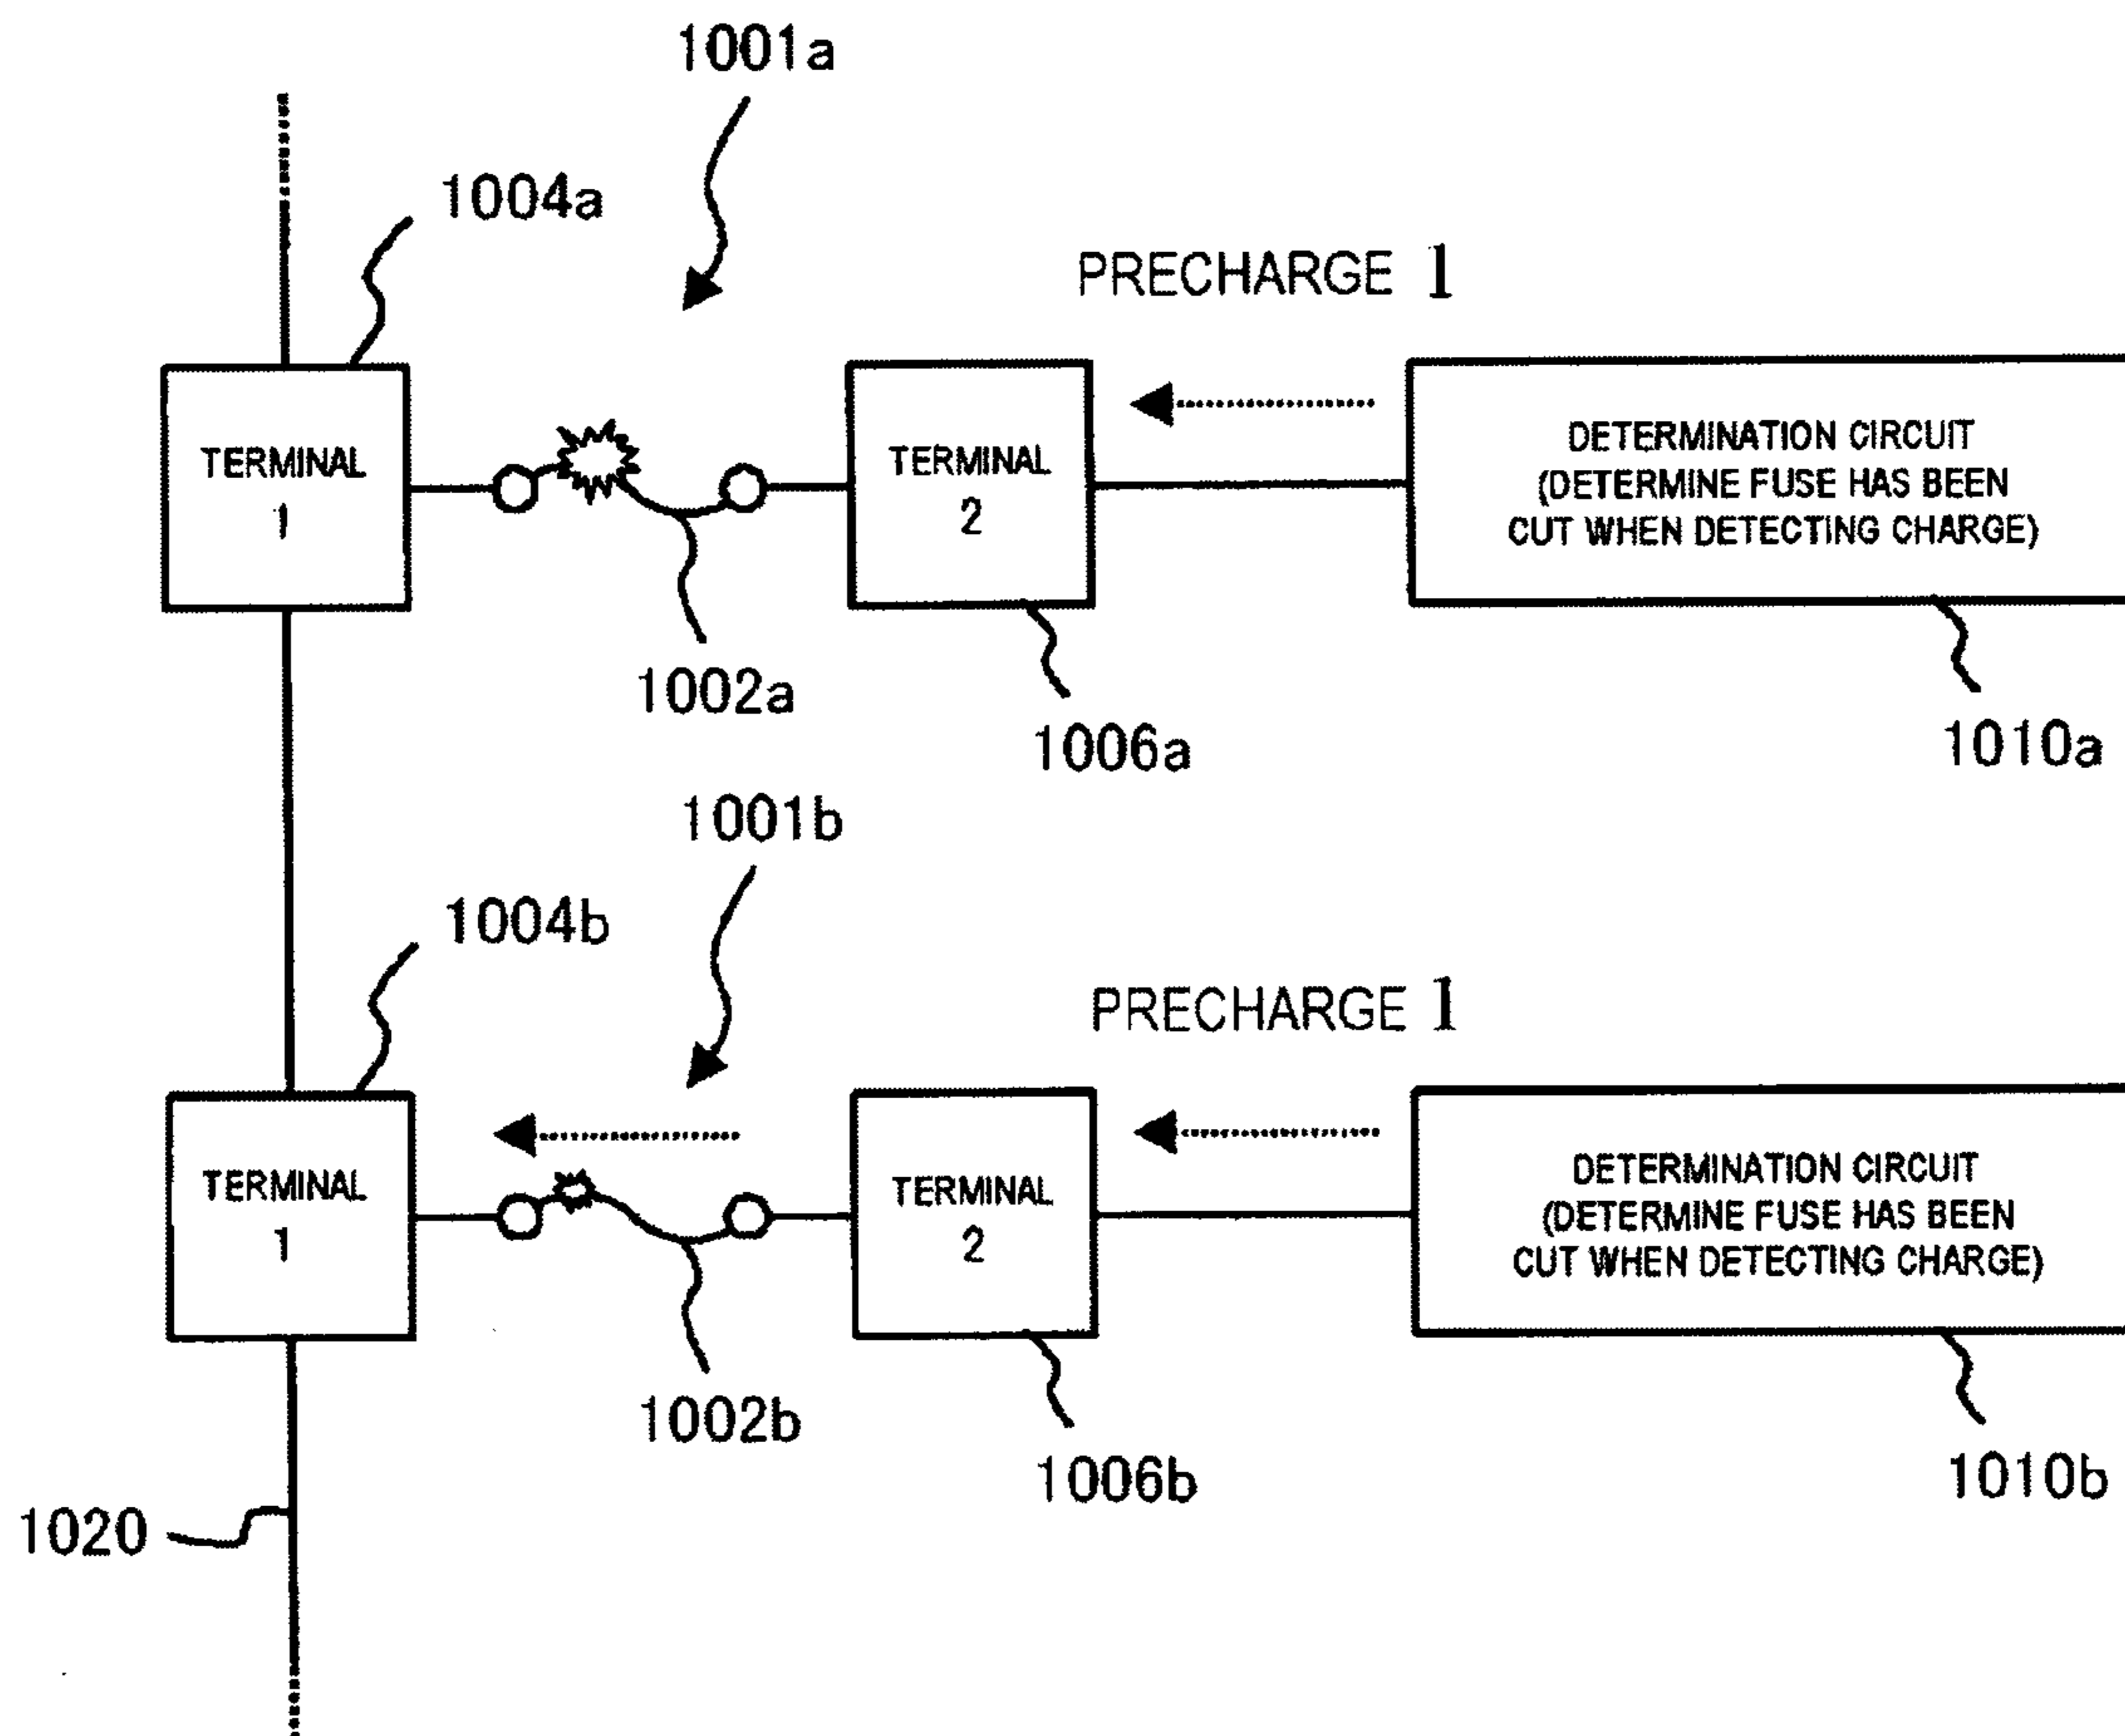 1001a
1004a
PRECHARGE 1
TERMINAL
1
TERMINAL
2
DETERMINATION CIRCUIT
(DETERMINE FUSE HAS BEEN
CUT WHEN DETECTING CHARGE)
1002a
1006a
1010a
1001b
1004b
PRECHARGE 1
TERMINAL
1
TERMINAL
2
DETERMINATION CIRCUIT
(DETERMINE FUSE HAS BEEN
CUT WHEN DETECTING CHARGE)
1002b
1006b
1010b
1020